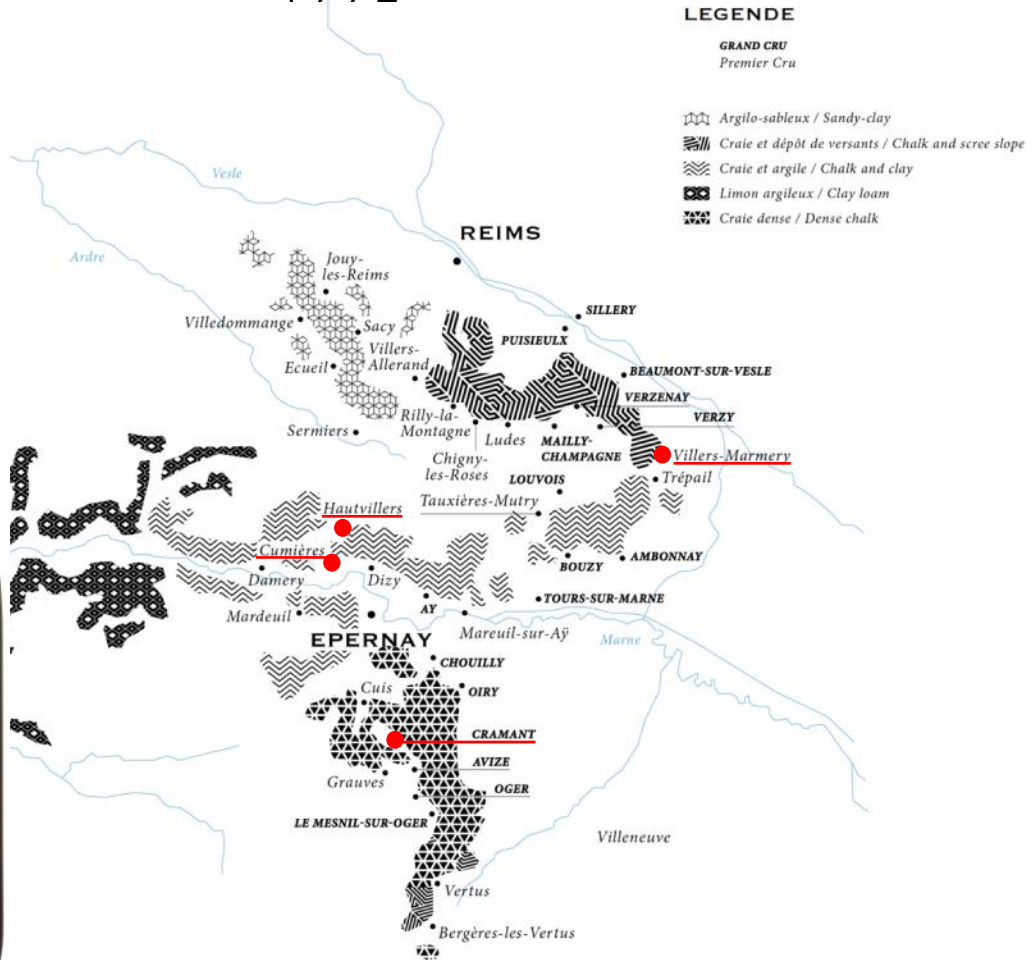 LEGENDE
GRAND CRU
Premier Cru
Argilo-sableux / Sandy-clay
Craie et dépôt de versants / Chalk and scree slope
Craie et argile / Chalk and clay
Limon argileux / Clay loam
Craie dense / Dense chalk
Vesle
REIMS
Ardre
Jouy-
les-Reims
SILLERY
Villedommange
Sacy
PUISIEULX
Villers-
Allerand
Ecueil
BEAUMONT-SUR-VESLE
VERZENAY
Rilly-la-
Montagne
VERZY
Sermiers
Ludes
MAILLY-
CHAMPAGNE
Villers-Marmery
Chigny-
les-Roses
LOUVOIS
Trépail
Tauxières-Mutry
Hautvillers
Cumières
AMBONNAY
BOUZY
Damery
Dizy
TOURS-SUR-MARNE
AY
Mardeuil
Mareuil-sur-Aÿ
EPERNAY
Marne
CHOUILLY
Cuis
OIRY
CRAMANT
AVIZE
Grauves
OGER
LE MESNIL-SUR-OGER
Villeneuve
Vertus
Bergères-les-Vertus